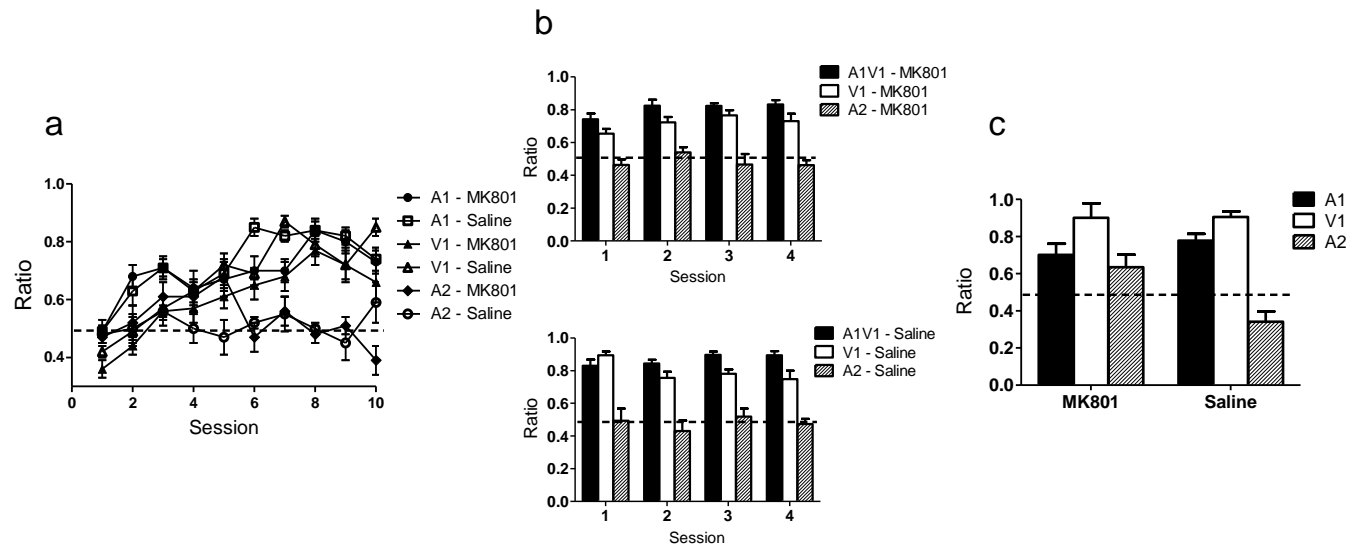 a
1.0
0.8
0.6
0.4
Ratio
0 2 4 6 8 10
Session
A1 - MK801
A1 - Saline
V1 - MK801
V1 - Saline
A2 - MK801
A2 - Saline
b
1.0
0.8
0.6
0.4
0.2
0.0
Ratio
1 2 3 4
Session
A1V1 - MK801
V1 - MK801
A2 - MK801
1.0
0.8
0.6
0.4
0.2
0.0
Ratio
1 2 3 4
Session
A1V1 - Saline
V1 - Saline
A2 - Saline
c
1.0
0.8
0.6
0.4
0.2
0.0
Ratio
MK801 Saline
A1
V1
A2